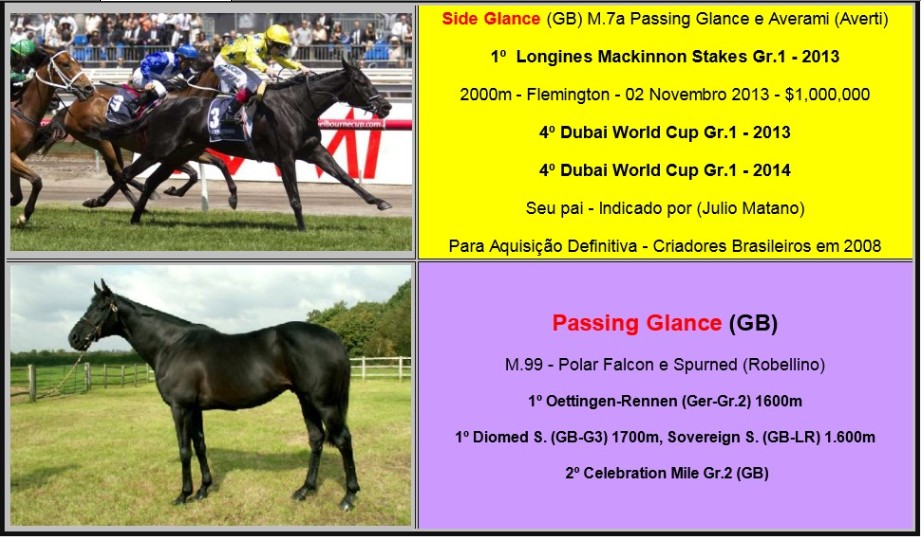 Side Glance (GB) M.7a Passing Glance e Averami (Averti)
1º Longines Mackinnon Stakes Gr.1 - 2013
2000m - Flemington - 02 Novembro 2013 - $1,000,000
4º Dubai World Cup Gr.1 - 2013
4º Dubai World Cup Gr.1 - 2014
Seu pai - Indicado por (Julio Matano)
Para Aquisição Definitiva - Criadores Brasileiros em 2008
3
elbournecup.com
Passing Glance (GB)
M.99 - Polar Falcon e Spurned (Robellino)
1º Oettingen-Rennen (Ger-Gr.2) 1600m
1º Diomed S. (GB-G3) 1700m, Sovereign S. (GB-LR) 1.600m
2º Celebration Mile Gr.2 (GB)